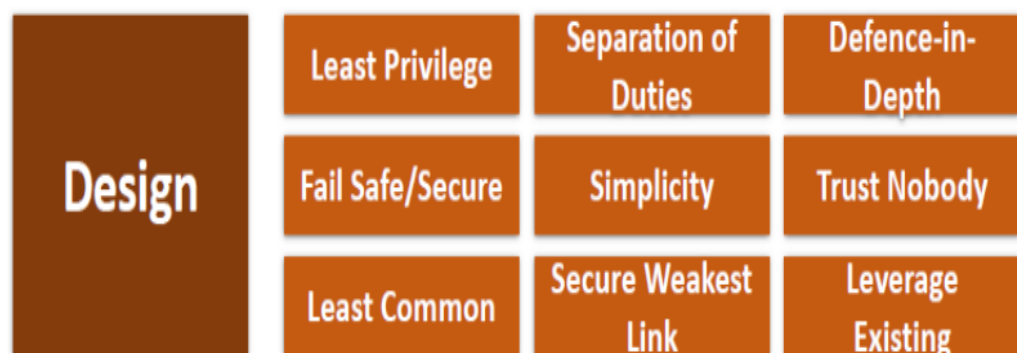 Design
Least Privilege
Separation of
Duties
Defence-in-
Depth
Fail Safe/Secure
Simplicity
Trust Nobody
Least Common
Secure Weakest
Link
Leverage
Existing